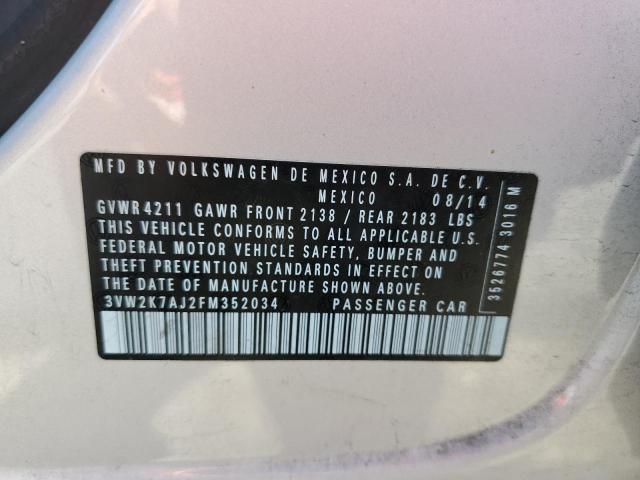 MFD BY VOLKSWAGEN DE MEXICO S.A. DE C.V.
MEXICO 08/14
GVWR 4211 GAWR FRONT 2138 / REAR 2183 LBS
THIS VEHICLE CONFORMS TO ALL APPLICABLE U.S.
FEDERAL MOTOR VEHICLE SAFETY, BUMPER AND
THEFT PREVENTION STANDARDS IN EFFECT ON
THE DATE OF MANUFACTURE SHOWN ABOVE.
3VW2K7AJ2FM352034 PASSENGER CAR
3526774 3016 M